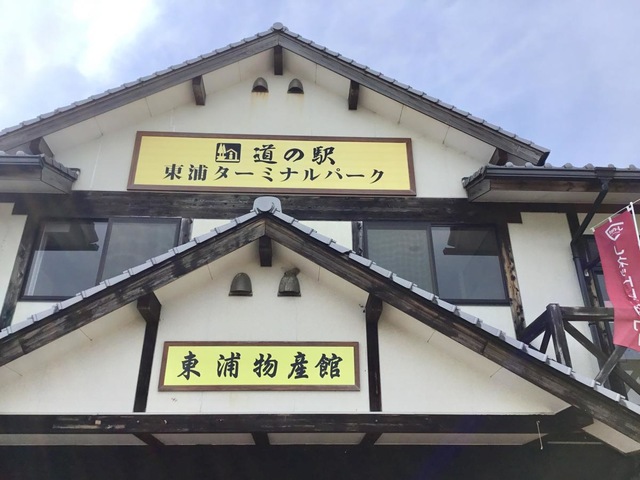 道の駅
東浦ターミナルパーク
東浦物産館